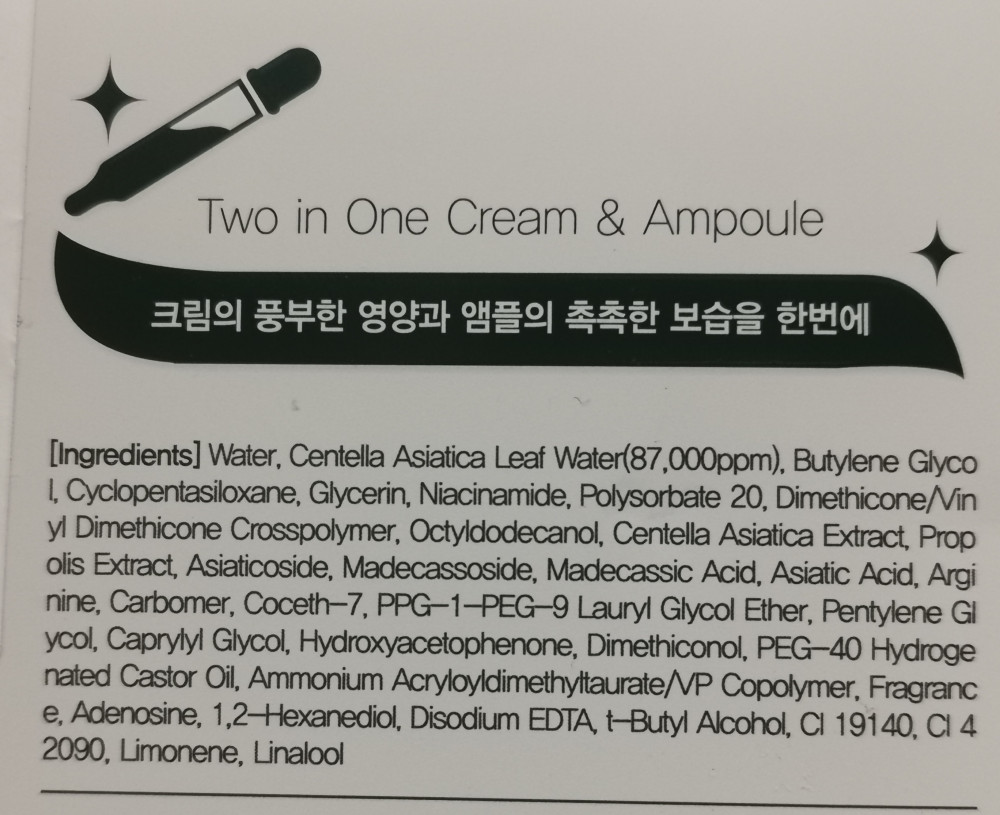 Two in One Cream & Ampoule
크림의 풍부한 영양과 앰플의 촉촉한 보습을 한번에
[Ingredients] Water, Centella Asiatica Leaf Water(87,000ppm), Butylene Glyco
l, Cyclopentasiloxane, Glycerin, Niacinamide, Polysorbate 20, Dimethicone/Vin
yl Dimethicone Crosspolymer, Octyldodecanol, Centella Asiatica Extract, Prop
olis Extract, Asiaticoside, Madecassoside, Madecassic Acid, Asiatic Acid, Argi
nine, Carbomer, Coceth-7, PPG-1-PEG-9 Lauryl Glycol Ether, Pentylene Gl
ycol, Caprylyl Glycol, Hydroxyacetophenone, Dimethiconol, PEG-40 Hydroge
nated Castor Oil, Ammonium Acryloyldimethyltaurate/VP Copolymer, Fragranc
e, Adenosine, 1,2-Hexanediol, Disodium EDTA, t-Butyl Alcohol, CI 19140, CI 4
2090, Limonene, Linalool